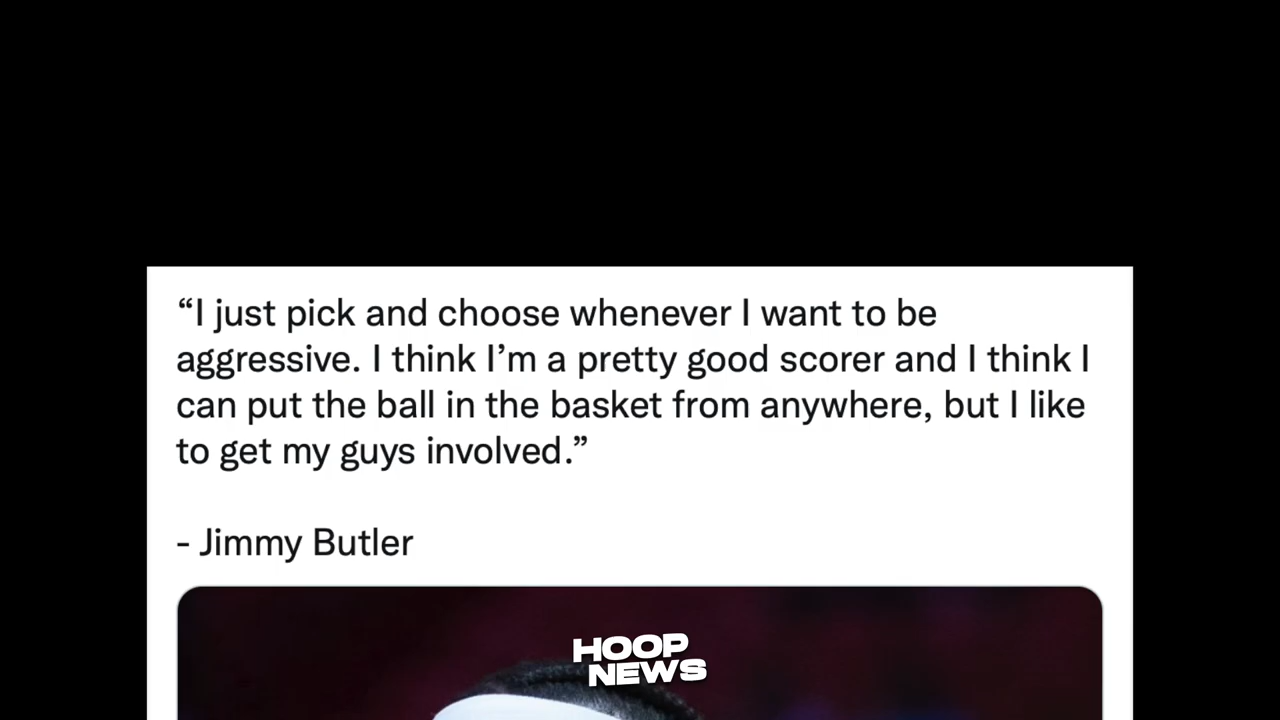 “I just pick and choose whenever I want to be
aggressive. I think I’m a pretty good scorer and I think I
can put the ball in the basket from anywhere, but I like
to get my guys involved.”
- Jimmy Butler
HOOP
NEWS